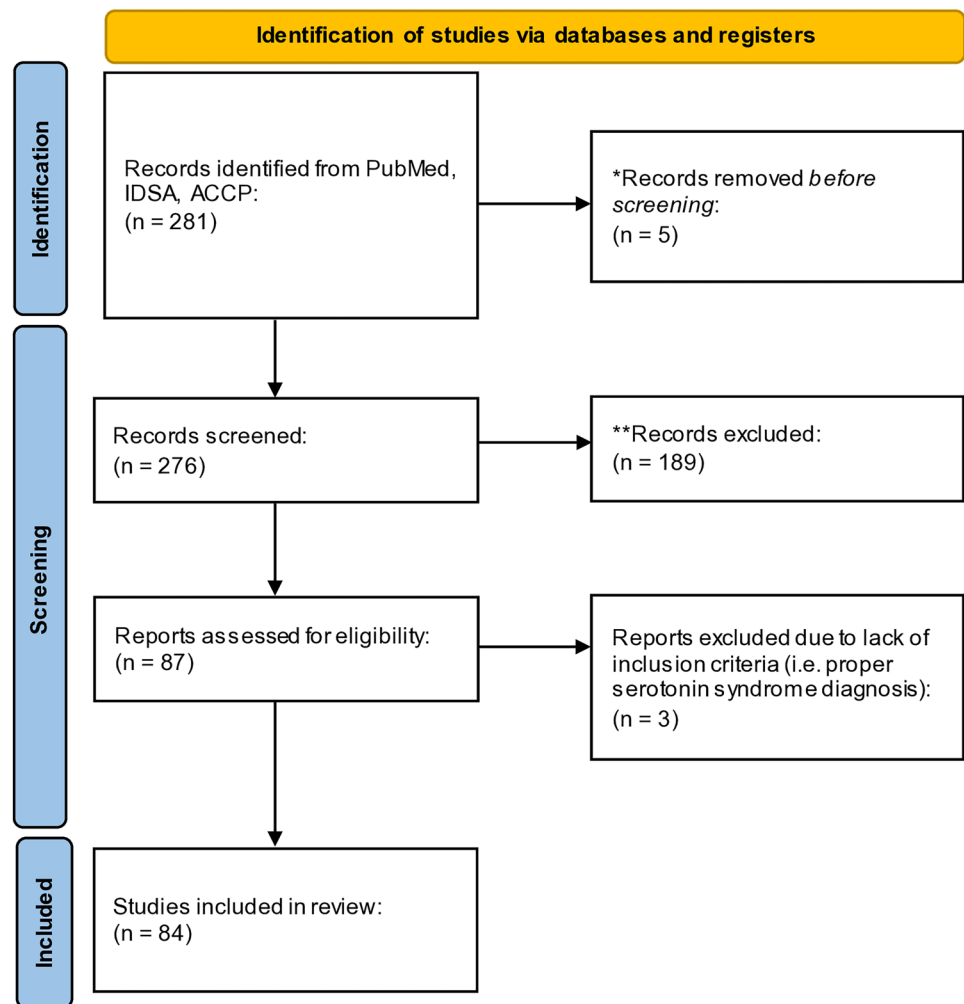 Identification of studies via databases and registers
Identification
Records identified from PubMed,
IDSA, ACCP:
(n = 281)
*Records removed before
screening:
(n = 5)
Screening
Records screened:
(n = 276)
**Records excluded:
(n = 189)
Reports assessed for eligibility:
(n = 87)
Reports excluded due to lack of
inclusion criteria (i.e. proper
serotonin syndrome diagnosis):
(n = 3)
Included
Studies included in review:
(n = 84)